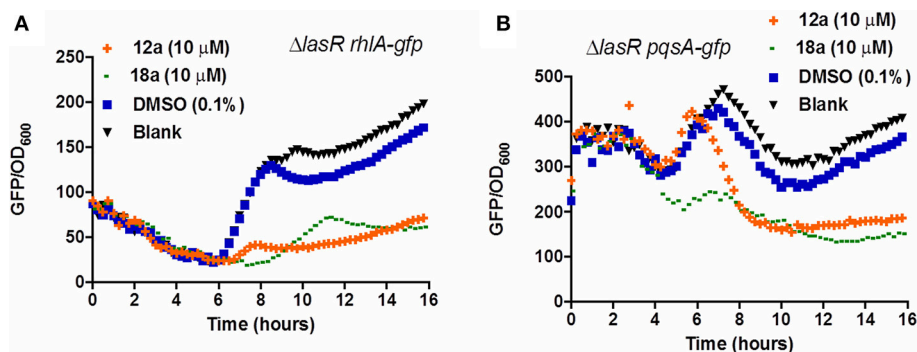 A
12a (10 μM)
18a (10 μM)
DMSO (0.1%)
Blank
ΔlasR rhlA-gfp
GFP/OD600
250
200
150
100
50
0
0 2 4 6 8 10 12 14 16
Time (hours)
B
ΔlasR pqsA-gfp
12a (10 μM)
18a (10 μM)
DMSO (0.1%)
Blank
GFP/OD600
500
400
300
200
100
0
0 2 4 6 8 10 12 14 16
Time (hours)